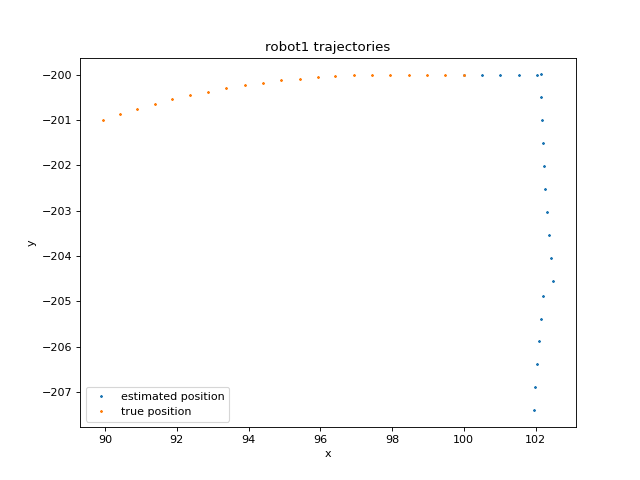 robot1 trajectories
y
−200
−201
−202
−203
−204
−205
−206
−207
estimated position
true position
90 92 94 96 98 100 102
x